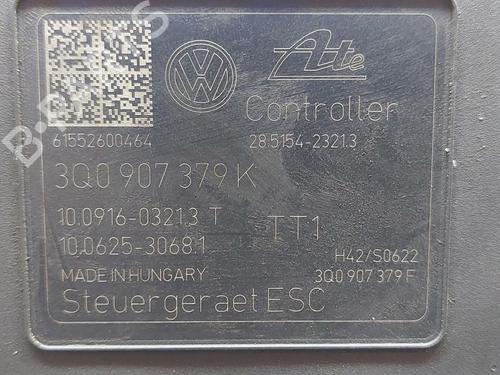 Ate
Controller
61552600464 28.5154-2321.3
3Q0 907 379 K
10.0916-0321.3 T
TT1
10.0625-3068.1
H42/S0622
MADE IN HUNGARY 3Q0 907 379 F
Steuergeraet ESC